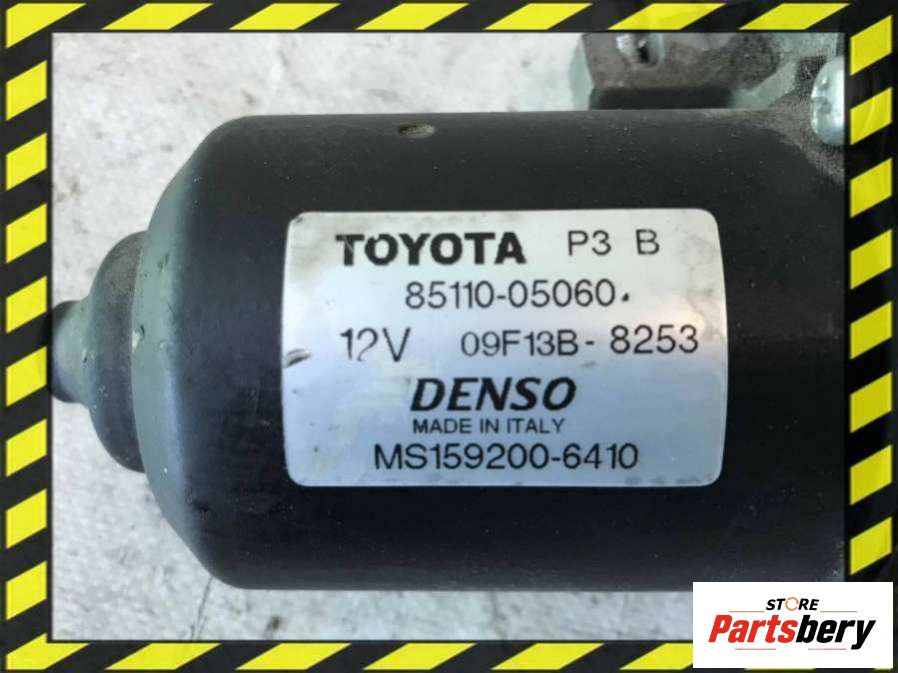 TOYOTA P3 B
85110-05060
12V 09F13B-8253
DENSO
MADE IN ITALY
MS159200-6410
STORE
Partsbery